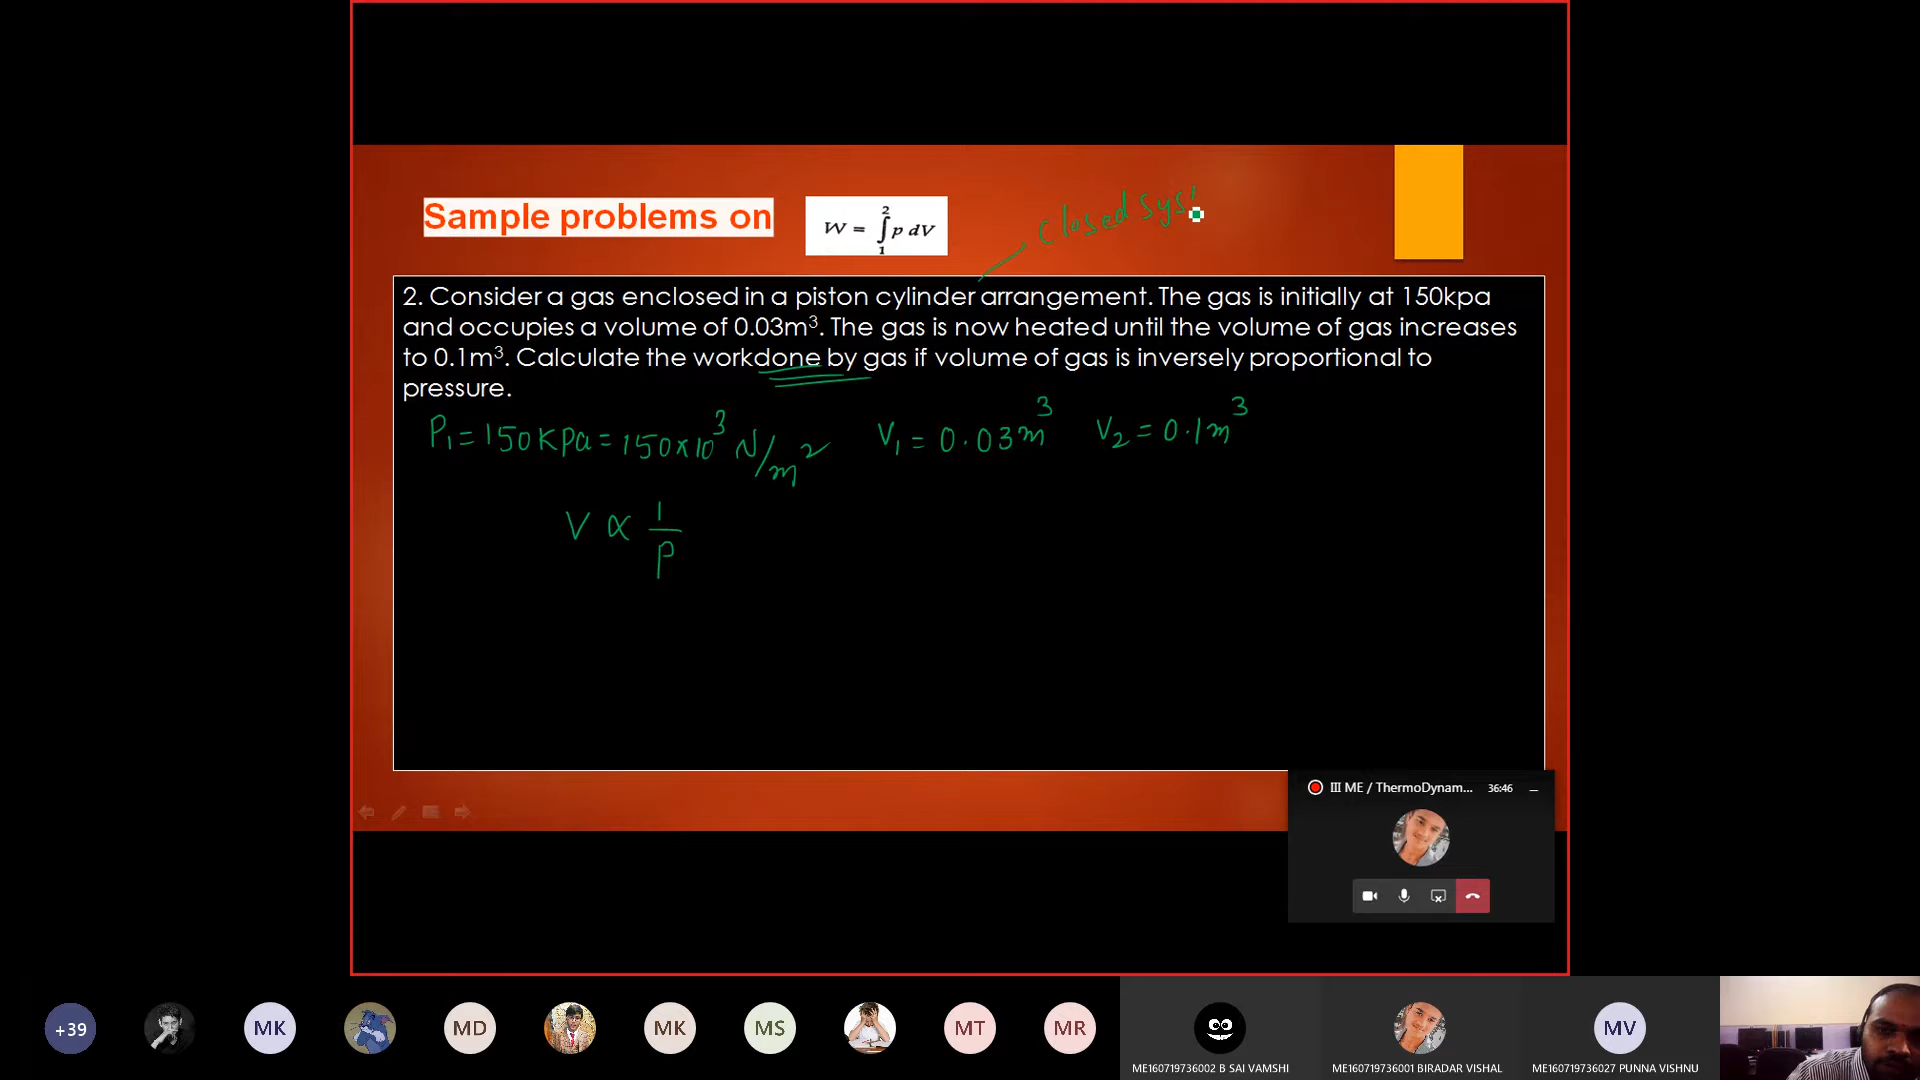 Sample problems on
W = ∫₁² p dV
Closed Sys
2. Consider a gas enclosed in a piston cylinder arrangement. The gas is initially at 150kpa
and occupies a volume of 0.03m³. The gas is now heated until the volume of gas increases
to 0.1m³. Calculate the workdone by gas if volume of gas is inversely proportional to
pressure.
P₁ = 150KPa = 150×10³ N/m² V₁ = 0.03m³ V₂ = 0.1m³
V ∝ 1/P
III ME / ThermoDynam... 36:46
+39 MK MD MK MS MT MR MV
ME160719736002 B SAI VAMSHI ME160719736001 BIRADAR VISHAL ME160719736027 PUNNA VISHNU